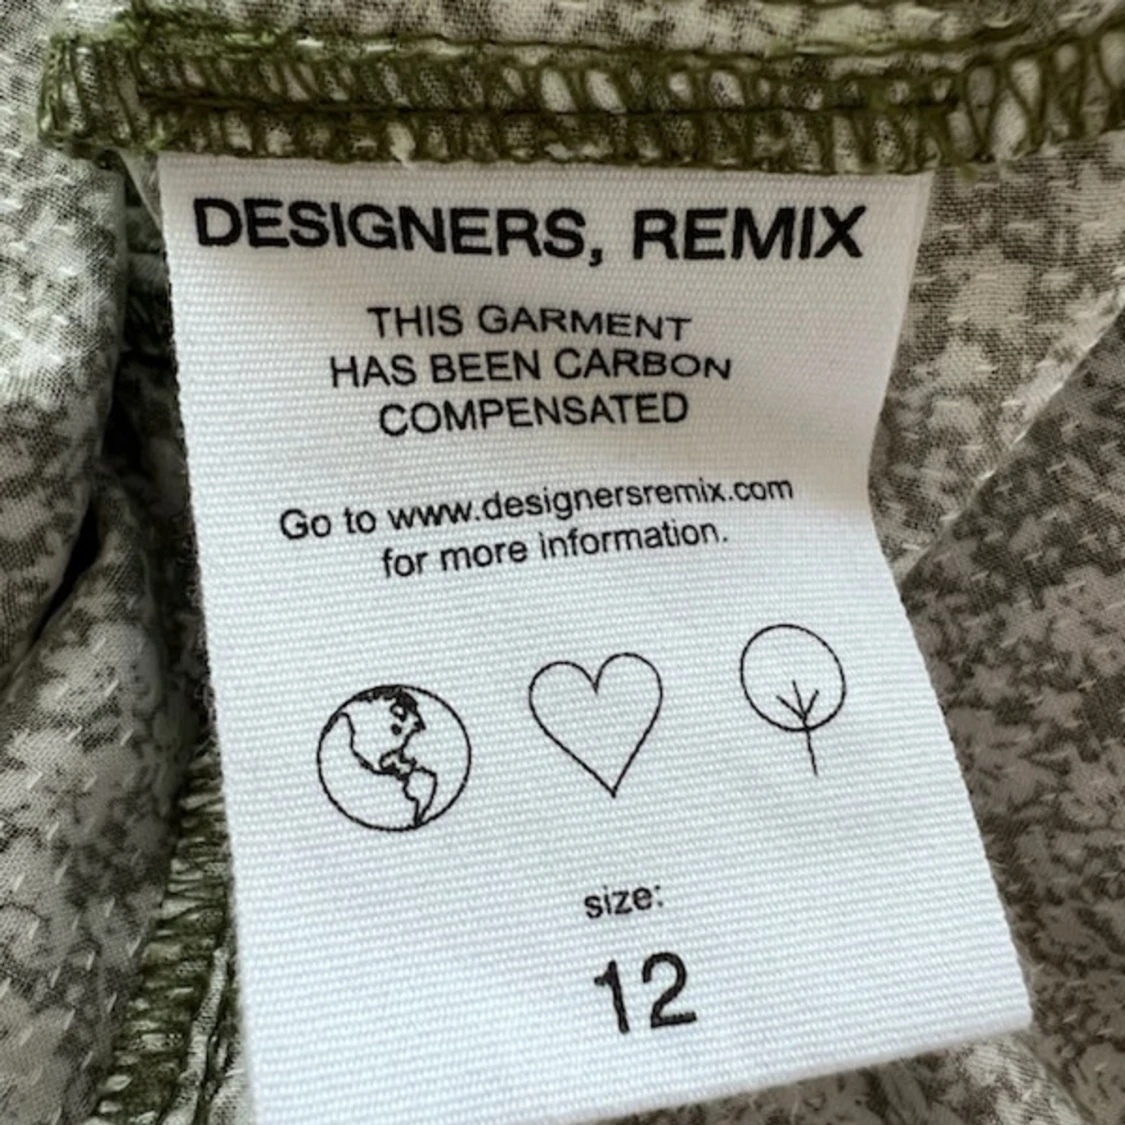 DESIGNERS, REMIX
THIS GARMENT
HAS BEEN CARBON
COMPENSATED
Go to www.designersremix.com
for more information.
size:
12